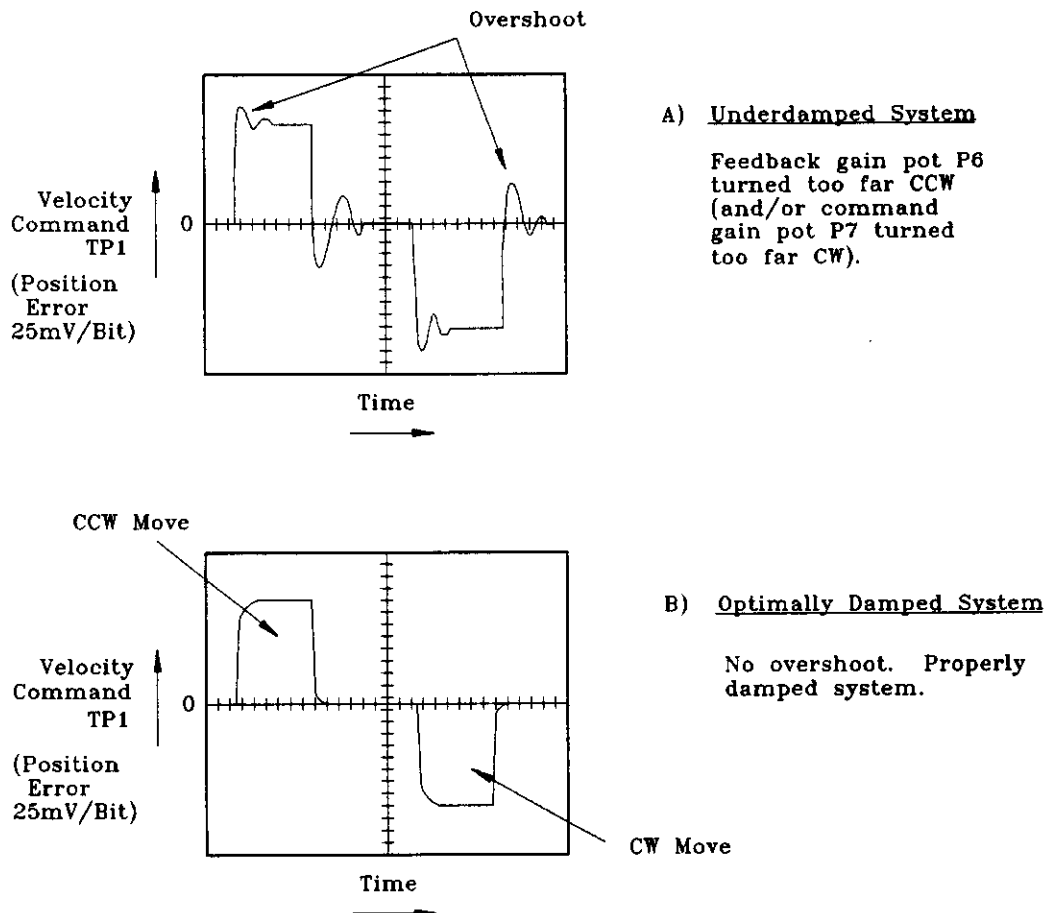 Overshoot
A) Underdamped System
Feedback gain pot P6
turned too far CCW
(and/or command
gain pot P7 turned
too far CW).
Velocity
Command
TP1
0
(Position
Error
25mV/Bit)
Time
CCW Move
B) Optimally Damped System
No overshoot. Properly
damped system.
Velocity
Command
TP1
0
(Position
Error
25mV/Bit)
CW Move
Time